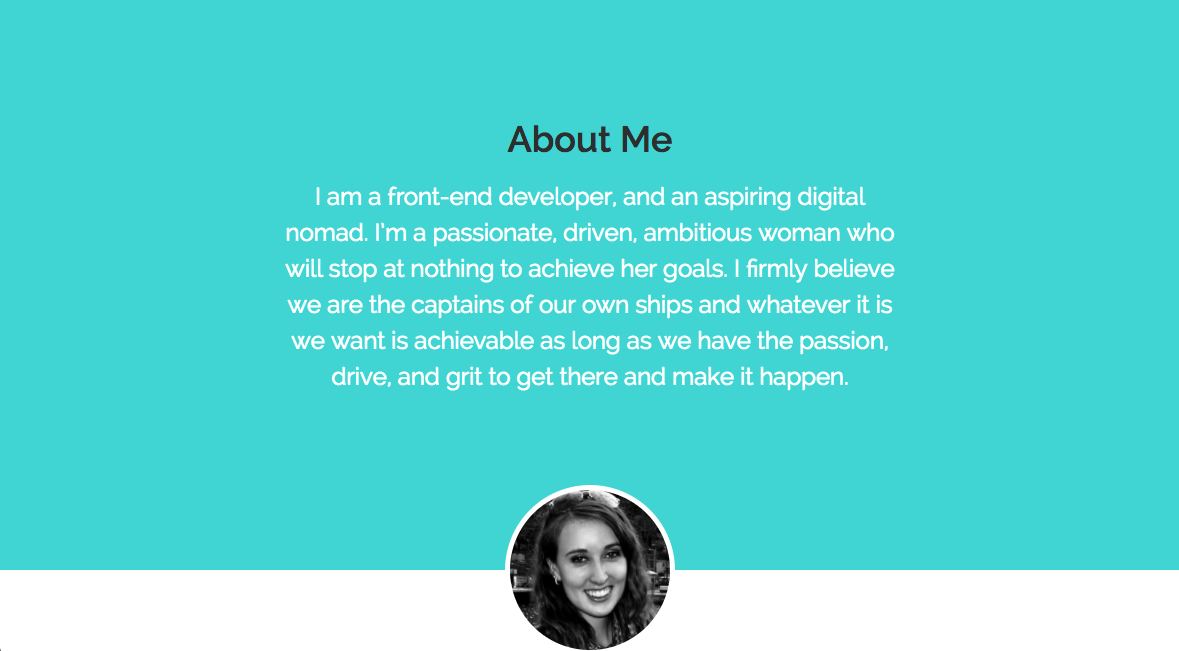 About Me
I am a front-end developer, and an aspiring digital
nomad. I'm a passionate, driven, ambitious woman who
will stop at nothing to achieve her goals. I firmly believe
we are the captains of our own ships and whatever it is
we want is achievable as long as we have the passion,
drive, and grit to get there and make it happen.